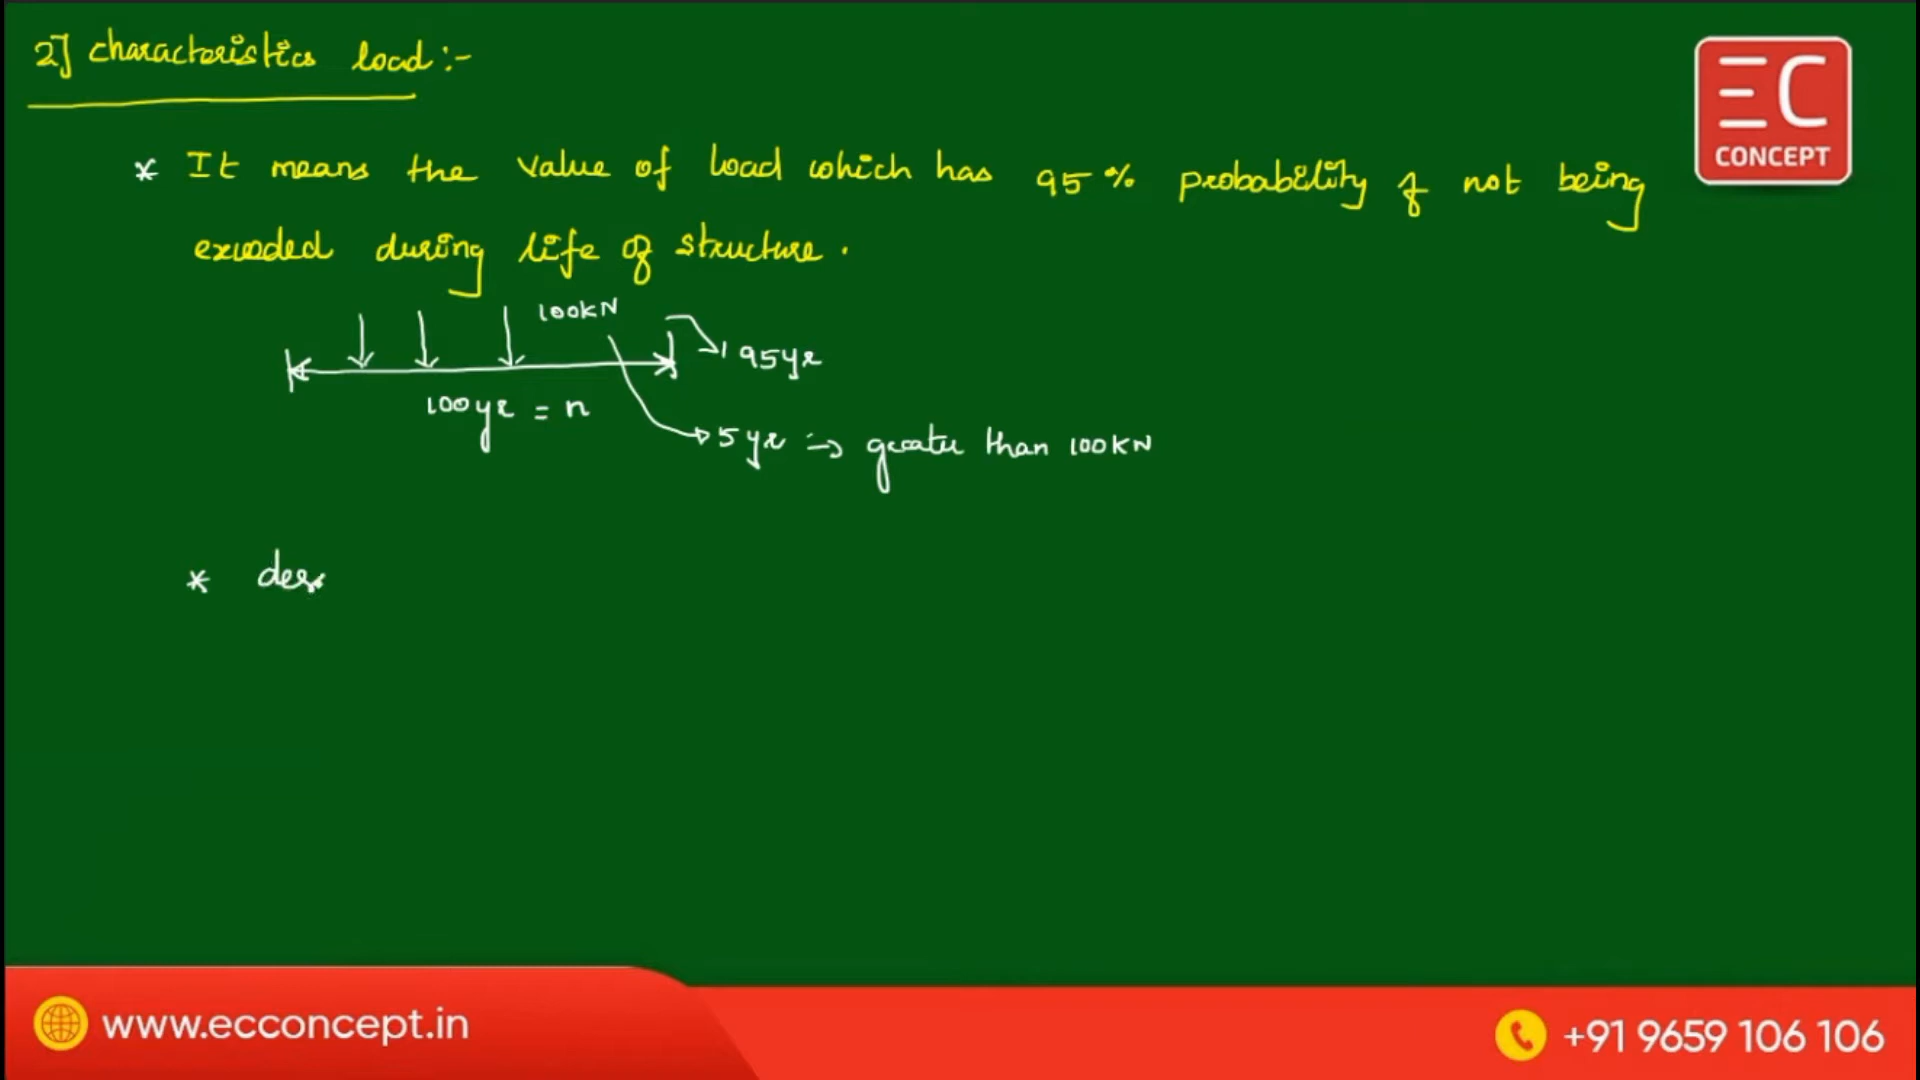 2] characteristics load :-
* It means the value of load which has 95% probability of not being
exceeded during life of structure.
100kN
95yr
100yr = n
5yr => greater than 100kN
* des
EC
CONCEPT
www.ecconcept.in
+91 9659 106 106